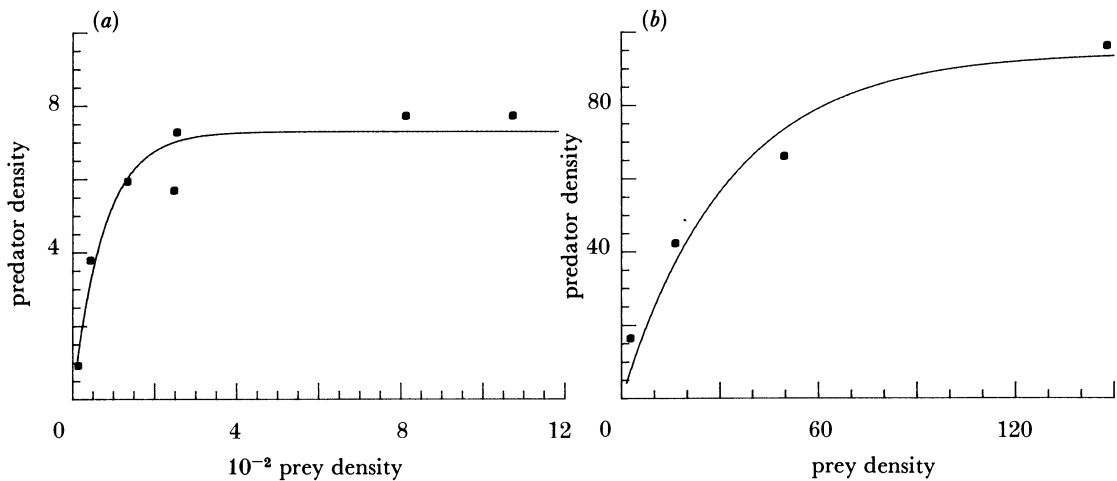 (a)
8
4
predator density
0 4 8 12
10⁻² prey density
(b)
80
40
predator density
0 60 120
prey density